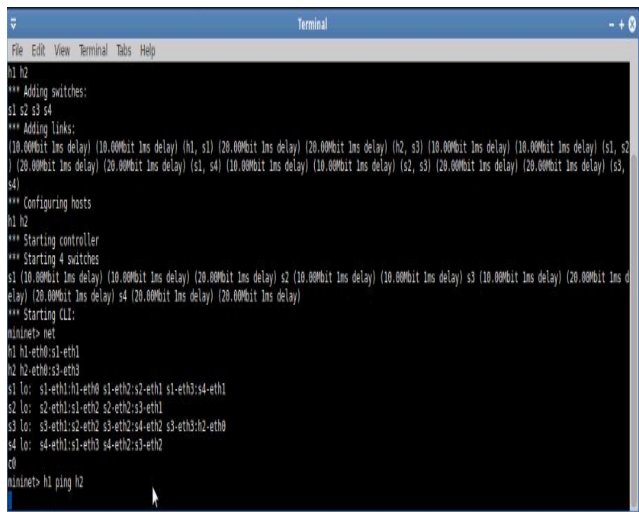 Terminal
File Edit View Terminal Tabs Help
h1 h2
*** Adding switches:
s1 s2 s3 s4
*** Adding links:
(10.00Mbit 1ms delay) (10.00Mbit 1ms delay) (h1, s1) (20.00Mbit 1ms delay) (20.00Mbit 1ms delay) (h2, s3) (10.00Mbit 1ms delay) (10.00Mbit 1ms delay) (s1, s2
) (20.00Mbit 1ms delay) (20.00Mbit 1ms delay) (s1, s4) (10.00Mbit 1ms delay) (10.00Mbit 1ms delay) (s2, s3) (20.00Mbit 1ms delay) (20.00Mbit 1ms delay) (s3,
s4)
*** Configuring hosts
h1 h2
*** Starting controller
*** Starting 4 switches
s1 (10.00Mbit 1ms delay) (10.00Mbit 1ms delay) (20.00Mbit 1ms delay) s2 (10.00Mbit 1ms delay) (10.00Mbit 1ms delay) s3 (10.00Mbit 1ms delay) (20.00Mbit 1ms d
elay) (20.00Mbit 1ms delay) s4 (20.00Mbit 1ms delay) (20.00Mbit 1ms delay)
*** Starting CLI:
mininet> net
h1 h1-eth0:s1-eth1
h2 h2-eth0:s3-eth3
s1 lo:  s1-eth1:h1-eth0 s1-eth2:s2-eth1 s1-eth3:s4-eth1
s2 lo:  s2-eth1:s1-eth2 s2-eth2:s3-eth1
s3 lo:  s3-eth1:s2-eth2 s3-eth2:s4-eth2 s3-eth3:h2-eth0
s4 lo:  s4-eth1:s1-eth3 s4-eth2:s3-eth2
c0
mininet> h1 ping h2